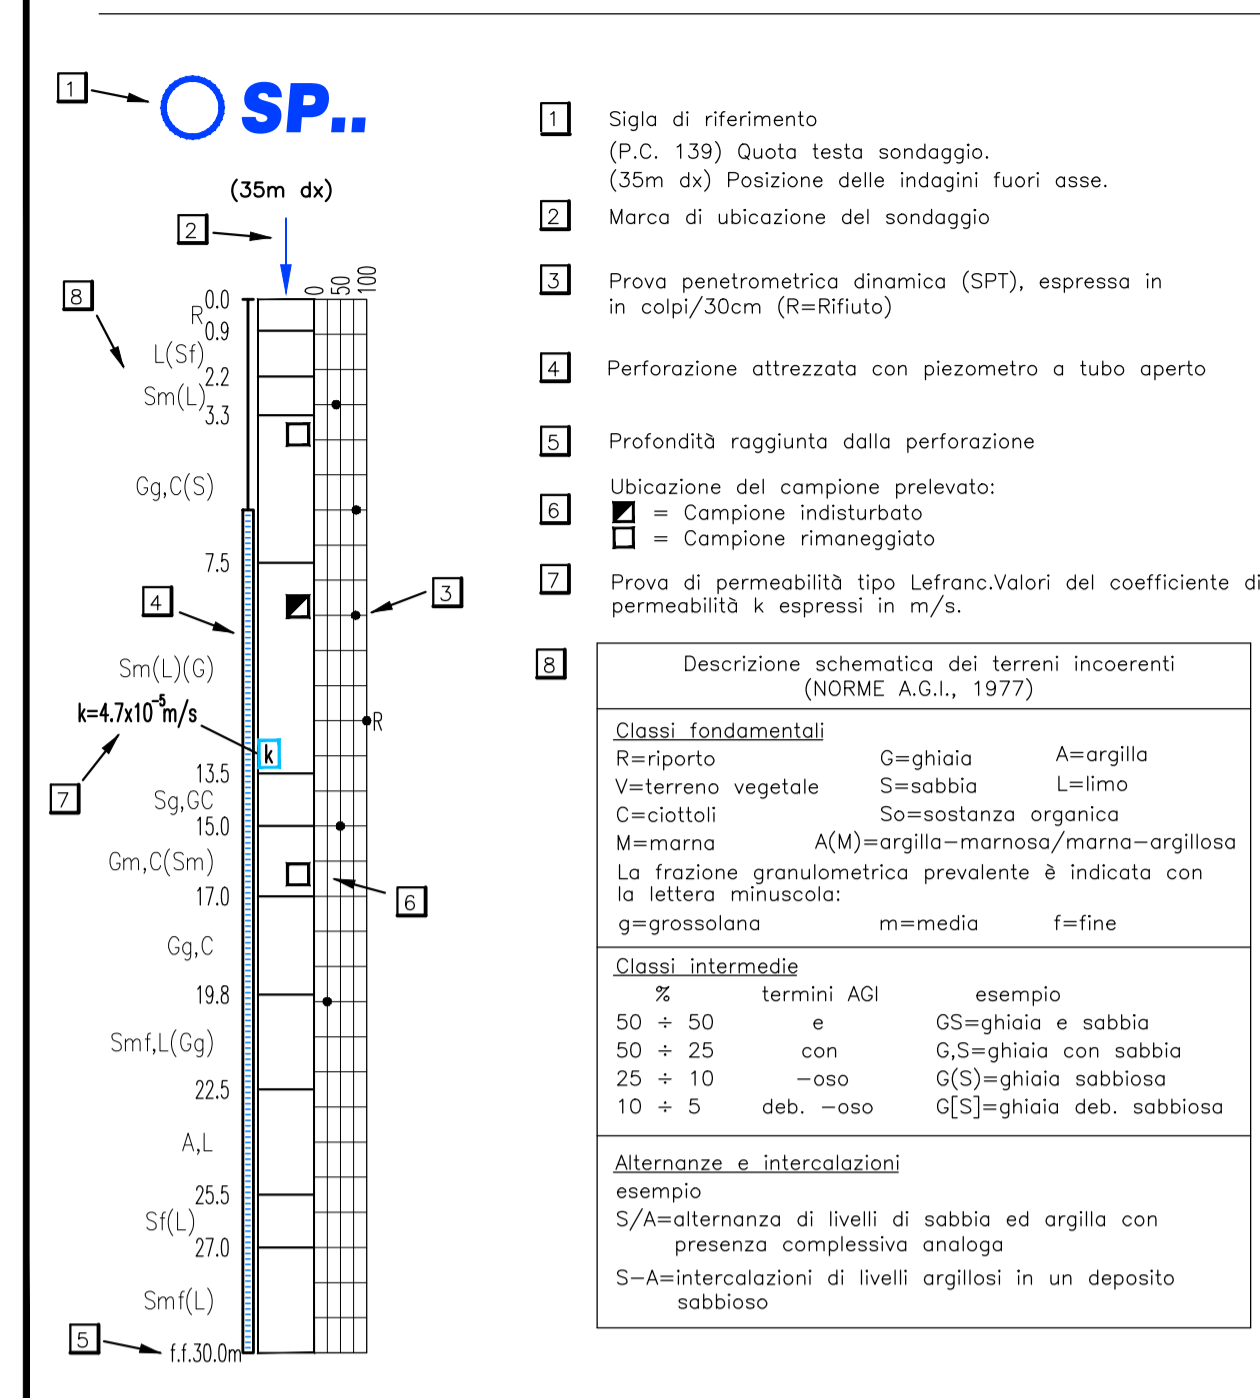 1
SP..
(35m dx)
2
8
0 50 100
0.0
R
0.9
L(Sf)
2.2
Sm(L)
3.3
Gg,C(S)
7.5
4
3
Sm(L)(G)
k=4.7x10⁻⁵m/s
R
k
13.5
7
Sg,GC
15.0
Gm,C(Sm)
17.0
6
Gg,C
19.8
Smf,L(Gg)
22.5
A,L
25.5
Sf(L)
27.0
Smf(L)
5
f.f.30.0m
1 Sigla di riferimento
(P.C. 139) Quota testa sondaggio.
(35m dx) Posizione delle indagini fuori asse.
2 Marca di ubicazione del sondaggio
3 Prova penetrometrica dinamica (SPT), espressa in
in colpi/30cm (R=Rifiuto)
4 Perforazione attrezzata con piezometro a tubo aperto
5 Profondità raggiunta dalla perforazione
Ubicazione del campione prelevato:
6 = Campione indisturbato
= Campione rimaneggiato
7 Prova di permeabilità tipo Lefranc.Valori del coefficiente di
permeabilità k espressi in m/s.
8 Descrizione schematica dei terreni incoerenti
(NORME A.G.I., 1977)
Classi fondamentali
R=riporto G=ghiaia A=argilla
V=terreno vegetale S=sabbia L=limo
C=ciottoli So=sostanza organica
M=marna A(M)=argilla-marnosa/marna-argillosa
La frazione granulometrica prevalente è indicata con
la lettera minuscola:
g=grossolana m=media f=fine
Classi intermedie
% termini AGI esempio
50 ÷ 50 e GS=ghiaia e sabbia
50 ÷ 25 con G,S=ghiaia con sabbia
25 ÷ 10 -oso G(S)=ghiaia sabbiosa
10 ÷ 5 deb. -oso G[S]=ghiaia deb. sabbiosa
Alternanze e intercalazioni
esempio
S/A=alternanza di livelli di sabbia ed argilla con
presenza complessiva analoga
S-A=intercalazioni di livelli argillosi in un deposito
sabbioso